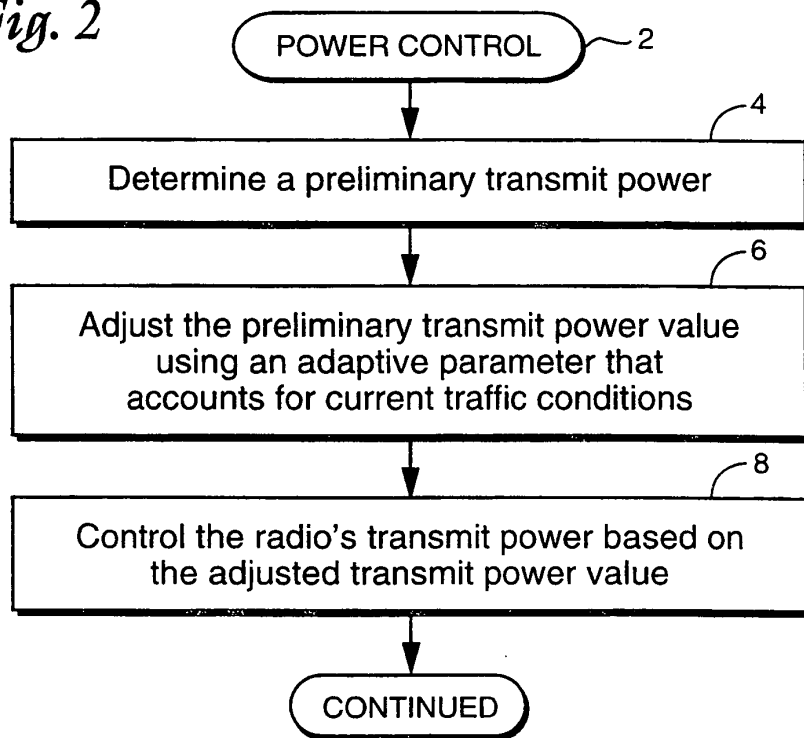 Fig. 2
POWER CONTROL
2
4
Determine a preliminary transmit power
6
Adjust the preliminary transmit power value
using an adaptive parameter that
accounts for current traffic conditions
8
Control the radio's transmit power based on
the adjusted transmit power value
CONTINUED